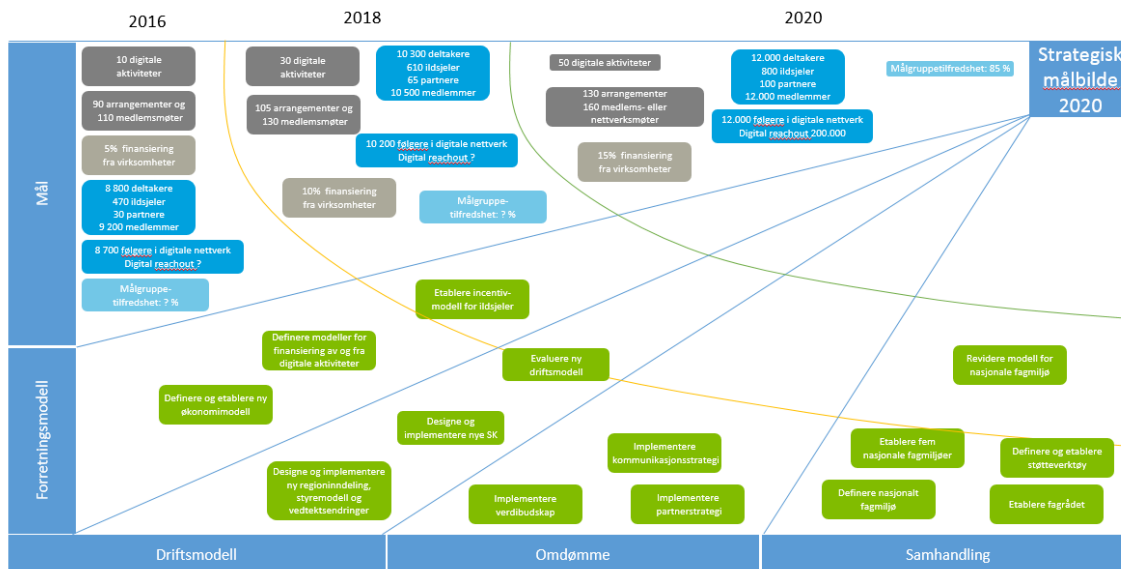 2016
2018
2020
Mål
10 digitale
aktiviteter
90 arrangementer og
110 medlemsmøter
5% finansiering
fra virksomheter
8 800 deltakere
470 ildsjeler
30 partnere
9 200 medlemmer
8 700 følgere i digitale nettverk
Digital reachout ?
Målgruppe-
tilfredshet: ? %
30 digitale
aktiviteter
105 arrangementer og
130 medlemsmøter
10 300 deltakere
610 ildsjeler
65 partnere
10 500 medlemmer
10 200 følgere i digitale nettverk
Digital reachout ?
10% finansiering
fra virksomheter
Målgruppe-
tilfredshet: ? %
50 digitale aktiviteter
130 arrangementer
160 medlems- eller
nettverksmøter
15% finansiering
fra virksomheter
12.000 deltakere
800 ildsjeler
100 partnere
12.000 medlemmer
12.000 følgere i digitale nettverk
Digital reachout 200.000
Målgruppetilfredshet: 85 %
Strategisk
målbilde
2020
Forretningsmodell
Etablere incentiv-
modell for ildsjeler
Definere modeller for
finansiering av og fra
digitale aktiviteter
Evaluere ny
driftsmodell
Revidere modell for
nasjonale fagmiljø
Definere og etablere ny
økonomimodell
Designe og
implementere nye SK
Implementere
kommunikasjonsstrategi
Etablere fem
nasjonale fagmiljøer
Definere og etablere
støtteverktøy
Designe og implementere
ny regioninndeling,
styremodell og
vedtektsendringer
Implementere
verdibudskap
Implementere
partnerstrategi
Definere nasjonalt
fagmiljø
Etablere fagrådet
Driftsmodell
Omdømme
Samhandling